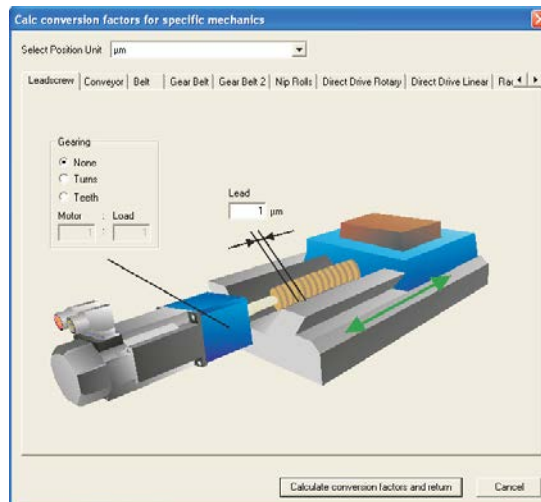 Calc conversion factors for specific mechanics
Select Position Unit µm
Leadscrew Conveyor Belt Gear Belt Gear Belt 2 Nip Rolls Direct Drive Rotary Direct Drive Linear
Gearing
None
Turns
Teeth
Motor : Load
1 : 1
Lead
1 µm
Calculate conversion factors and return Cancel